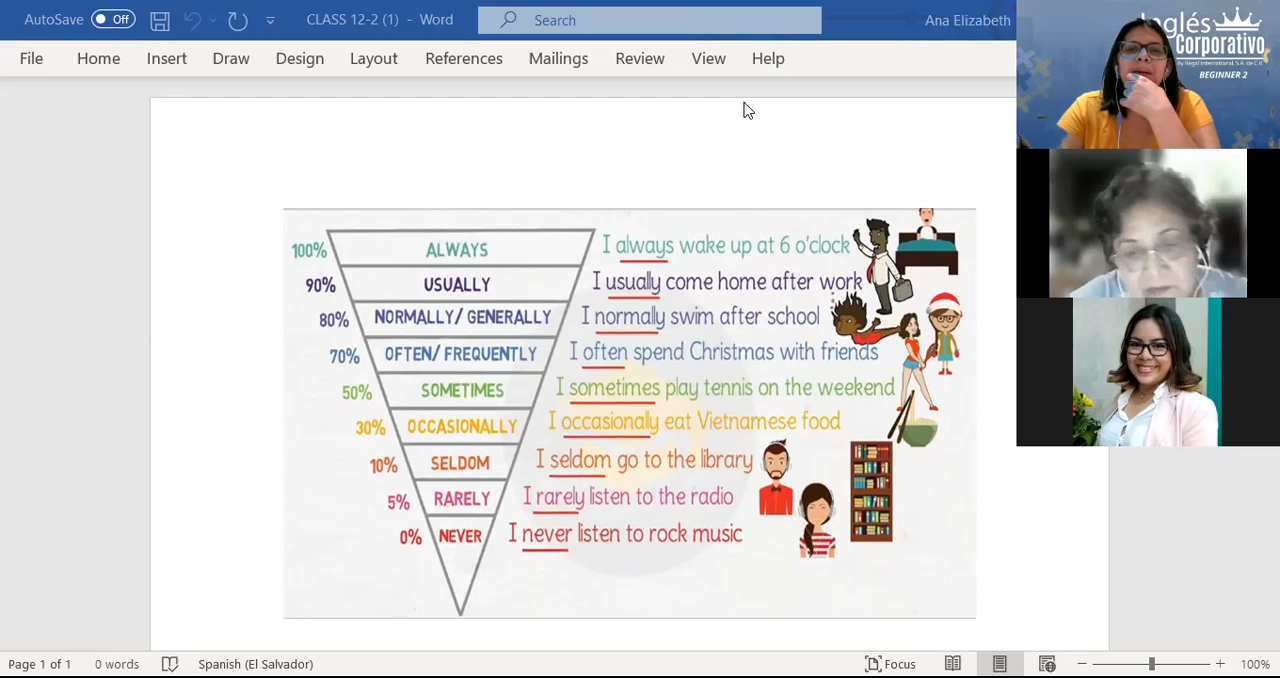 AutoSave Off CLASS 12-2 (1) - Word Search Ana Elizabeth
File Home Insert Draw Design Layout References Mailings Review View Help
Inglés
Corporativo
By Regal International, S.A. de C.V.
BEGINNER 2
100% ALWAYS I always wake up at 6 o'clock
90% USUALLY I usually come home after work
80% NORMALLY/ GENERALLY I normally swim after school
70% OFTEN/ FREQUENTLY I often spend Christmas with friends
50% SOMETIMES I sometimes play tennis on the weekend
30% OCCASIONALLY I occasionally eat Vietnamese food
10% SELDOM I seldom go to the library
5% RARELY I rarely listen to the radio
0% NEVER I never listen to rock music
Page 1 of 1 0 words Spanish (El Salvador) Focus 100%